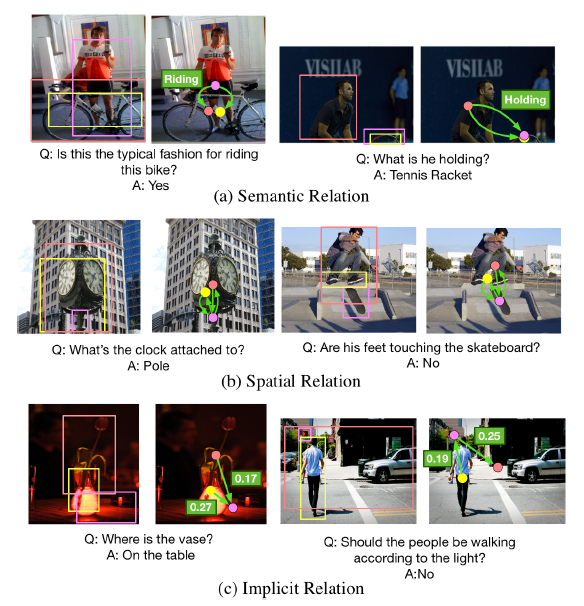 VISILAB
VISILAB
Riding
Holding
Q: Is this the typical fashion for riding
this bike?
A: Yes
Q: What is he holding?
A: Tennis Racket
(a) Semantic Relation
Q: What's the clock attached to?
A: Pole
Q: Are his feet touching the skateboard?
A: No
(b) Spatial Relation
0.17
0.27
0.25
0.19
Q: Where is the vase?
A: On the table
Q: Should the people be walking
according to the light?
A:No
(c) Implicit Relation